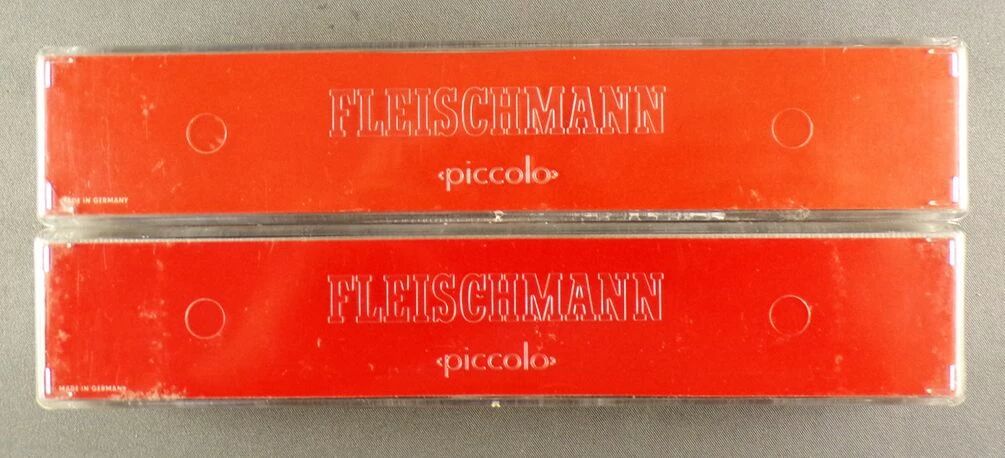 FLEISCHMANN
‹piccolo›
MADE IN GERMANY
FLEISCHMANN
‹piccolo›
MADE IN GERMANY